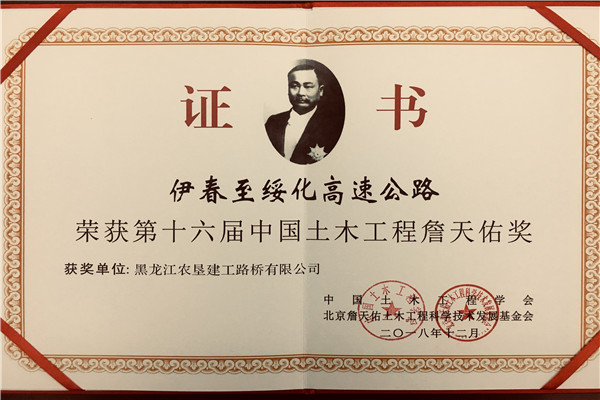 证书
伊春至绥化高速公路
荣获第十六届中国土木工程詹天佑奖
获奖单位: 黑龙江农垦建工路桥有限公司
中国土木工程学会
北京詹天佑土木工程科学技术发展基金会
二〇一八年十二月